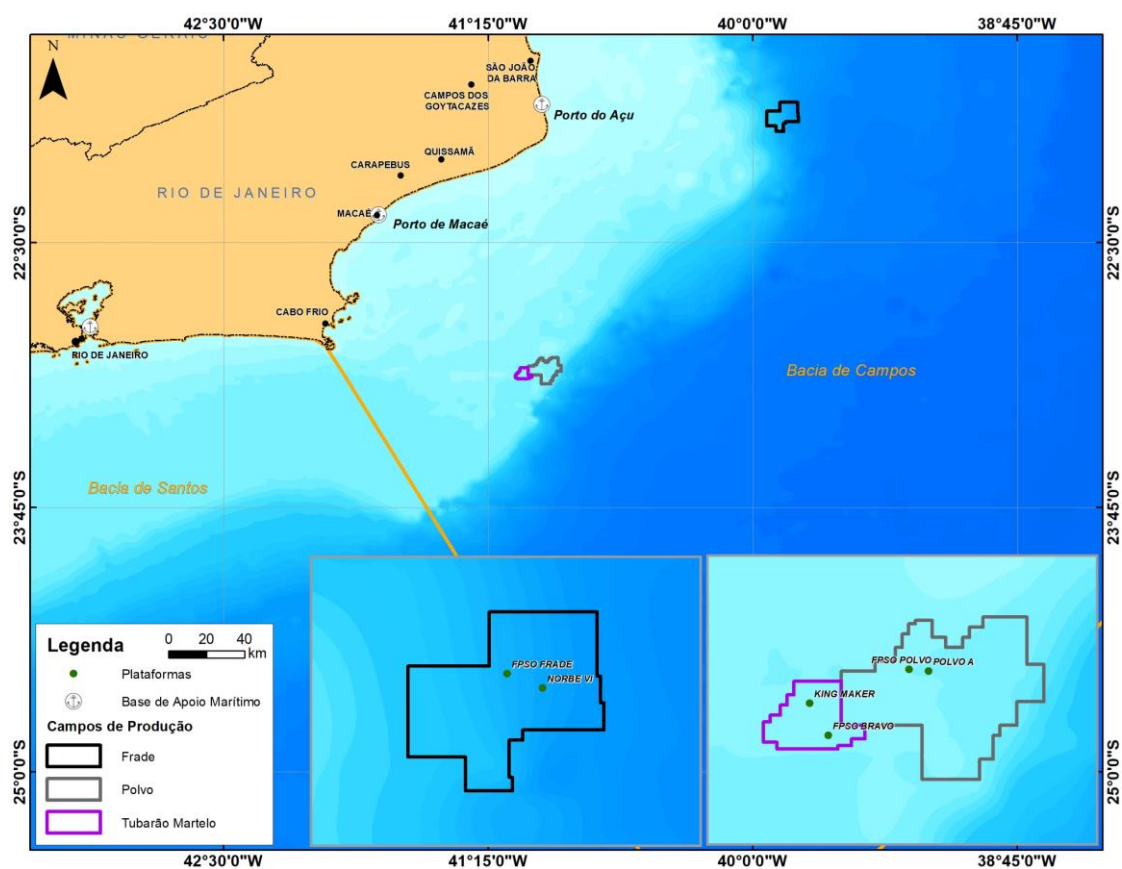 42°30'0"W
41°15'0"W
40°0'0"W
38°45'0"W
MINAS GERAIS
N
SÃO JOÃO
DA BARRA
CAMPOS DOS
GOYTACAZES
Porto do Açu
QUISSAMÃ
CARAPEBUS
RIO DE JANEIRO
MACAÉ
Porto de Macaé
22°30'0"S
22°30'0"S
CABO FRIO
RIO DE JANEIRO
Bacia de Campos
Bacia de Santos
23°45'0"S
23°45'0"S
Legenda
0 20 40
km
Plataformas
Base de Apoio Marítimo
Campos de Produção
Frade
Polvo
Tubarão Martelo
FPSO FRADE
NORBE VI
FPSO POLVO
POLVO A
KING MAKER
FPSO BRAVO
25°0'0"S
25°0'0"S
42°30'0"W
41°15'0"W
40°0'0"W
38°45'0"W